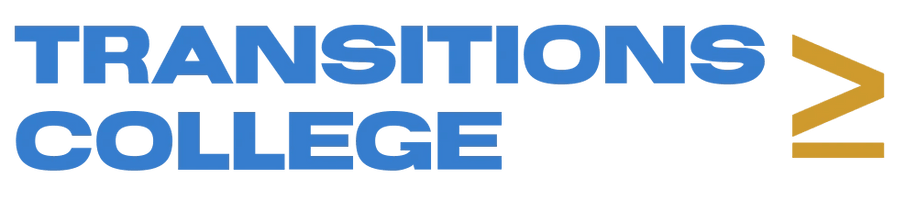 TRANSITIONS
COLLEGE
≥